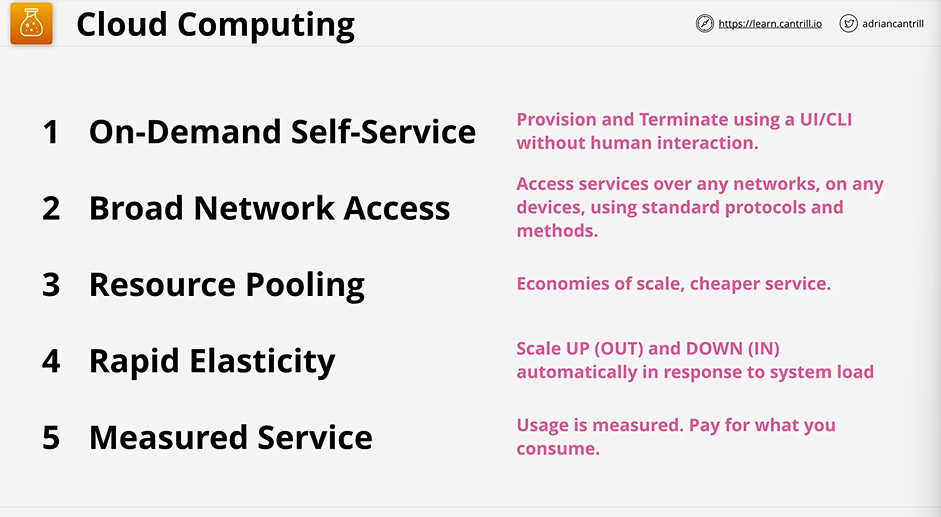 Cloud Computing
https://learn.cantrill.io
adriancantrill
1 On-Demand Self-Service
Provision and Terminate using a UI/CLI
without human interaction.
2 Broad Network Access
Access services over any networks, on any
devices, using standard protocols and
methods.
3 Resource Pooling
Economies of scale, cheaper service.
4 Rapid Elasticity
Scale UP (OUT) and DOWN (IN)
automatically in response to system load
5 Measured Service
Usage is measured. Pay for what you
consume.